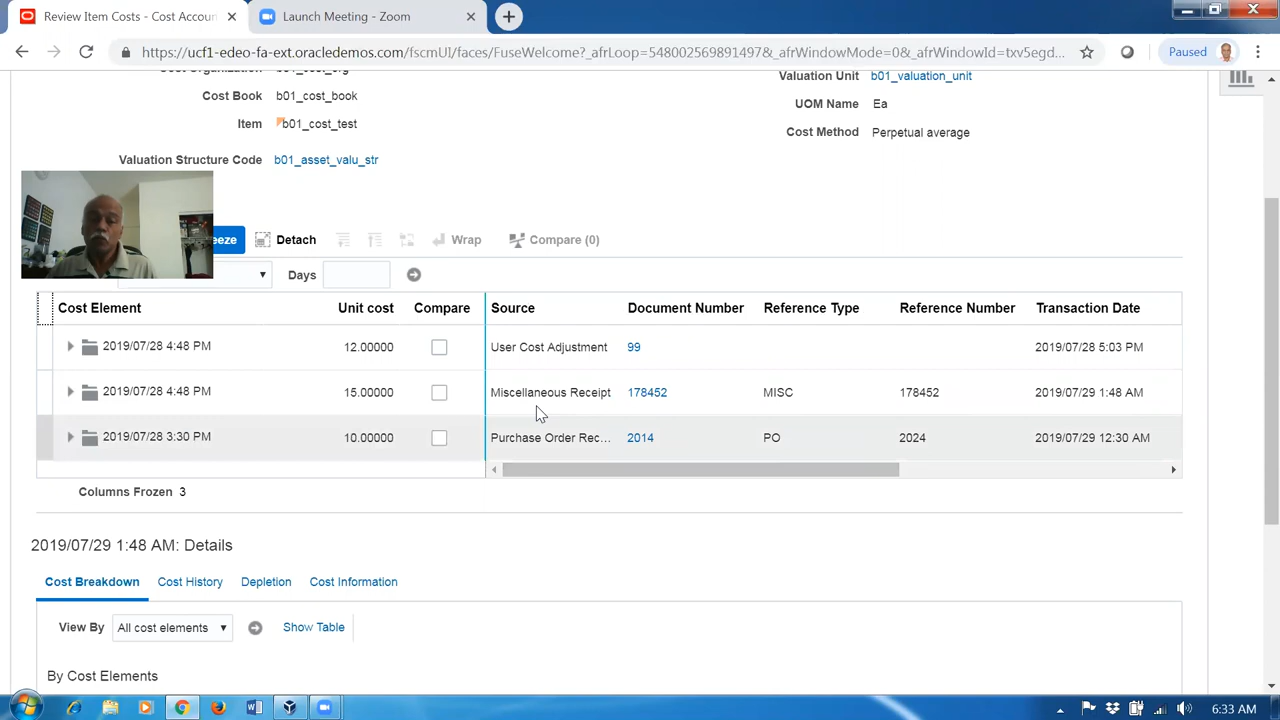 Review Item Costs - Cost Accou
Launch Meeting - Zoom
https://ucf1-edeo-fa-ext.oracledemos.com/fscmUI/faces/FuseWelcome?_afrLoop=548002569891497&_afrWindowMode=0&_afrWindowId=txv5egd...
Paused
b01_cost_org
Valuation Unit b01_valuation_unit
Cost Book b01_cost_book
UOM Name Ea
Item b01_cost_test
Cost Method Perpetual average
Valuation Structure Code b01_asset_valu_str
eeze Detach Wrap Compare (0)
Days
Cost Element Unit cost Compare Source Document Number Reference Type Reference Number Transaction Date
2019/07/28 4:48 PM 12.00000 User Cost Adjustment 99 2019/07/28 5:03 PM
2019/07/28 4:48 PM 15.00000 Miscellaneous Receipt 178452 MISC 178452 2019/07/29 1:48 AM
2019/07/28 3:30 PM 10.00000 Purchase Order Rec... 2014 PO 2024 2019/07/29 12:30 AM
Columns Frozen 3
2019/07/29 1:48 AM: Details
Cost Breakdown Cost History Depletion Cost Information
View By All cost elements Show Table
By Cost Elements
6:33 AM